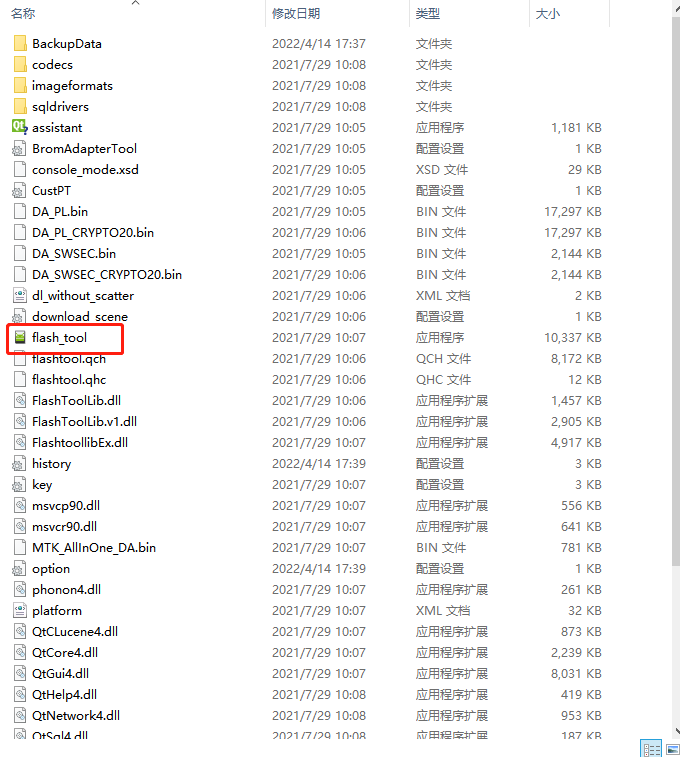 名称 修改日期 类型 大小
BackupData 2022/4/14 17:37 文件夹
codecs 2021/7/29 10:08 文件夹
imageformats 2021/7/29 10:08 文件夹
sqldrivers 2021/7/29 10:08 文件夹
assistant 2021/7/29 10:05 应用程序 1,181 KB
BromAdapterTool 2021/7/29 10:05 配置设置 1 KB
console_mode.xsd 2021/7/29 10:05 XSD 文件 29 KB
CustPT 2021/7/29 10:05 配置设置 1 KB
DA_PL.bin 2021/7/29 10:05 BIN 文件 17,297 KB
DA_PL_CRYPTO20.bin 2021/7/29 10:06 BIN 文件 17,297 KB
DA_SWSEC.bin 2021/7/29 10:05 BIN 文件 2,144 KB
DA_SWSEC_CRYPTO20.bin 2021/7/29 10:06 BIN 文件 2,144 KB
dl_without_scatter 2021/7/29 10:06 XML 文档 2 KB
download_scene 2021/7/29 10:06 配置设置 1 KB
flash_tool 2021/7/29 10:07 应用程序 10,337 KB
flashtool.qch 2021/7/29 10:06 QCH 文件 8,172 KB
flashtool.qhc 2021/7/29 10:06 QHC 文件 12 KB
FlashToolLib.dll 2021/7/29 10:06 应用程序扩展 1,457 KB
FlashToolLib.v1.dll 2021/7/29 10:06 应用程序扩展 2,905 KB
FlashtoollibEx.dll 2021/7/29 10:07 应用程序扩展 4,917 KB
history 2022/4/14 17:39 配置设置 3 KB
key 2021/7/29 10:07 配置设置 3 KB
msvcp90.dll 2021/7/29 10:07 应用程序扩展 556 KB
msvcr90.dll 2021/7/29 10:07 应用程序扩展 641 KB
MTK_AllInOne_DA.bin 2021/7/29 10:07 BIN 文件 781 KB
option 2022/4/14 17:39 配置设置 1 KB
phonon4.dll 2021/7/29 10:07 应用程序扩展 261 KB
platform 2021/7/29 10:07 XML 文档 32 KB
QtCLucene4.dll 2021/7/29 10:07 应用程序扩展 873 KB
QtCore4.dll 2021/7/29 10:07 应用程序扩展 2,239 KB
QtGui4.dll 2021/7/29 10:07 应用程序扩展 8,031 KB
QtHelp4.dll 2021/7/29 10:08 应用程序扩展 419 KB
QtNetwork4.dll 2021/7/29 10:08 应用程序扩展 953 KB
QtSql4.dll 2021/7/29 10:08 应用程序扩展 187 KB